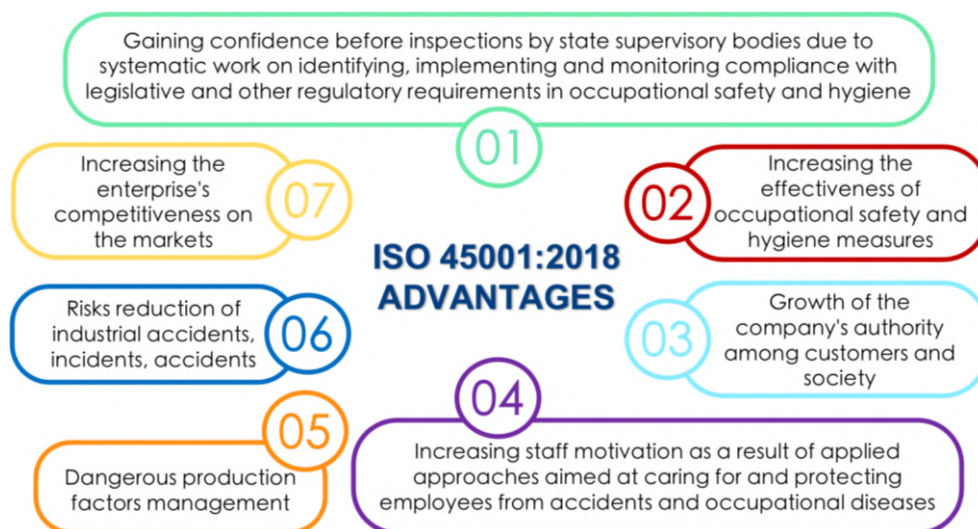 Gaining confidence before inspections by state supervisory bodies due to
systematic work on identifying, implementing and monitoring compliance with
legislative and other regulatory requirements in occupational safety and hygiene
01
Increasing the
effectiveness of
occupational safety and
hygiene measures
02
Growth of the
company's authority
among customers and
society
03
04
Increasing staff motivation as a result of applied
approaches aimed at caring for and protecting
employees from accidents and occupational diseases
05
Dangerous production
factors management
Risks reduction of
industrial accidents,
incidents, accidents
06
Increasing the
enterprise's
competitiveness on
the markets
07
ISO 45001:2018
ADVANTAGES